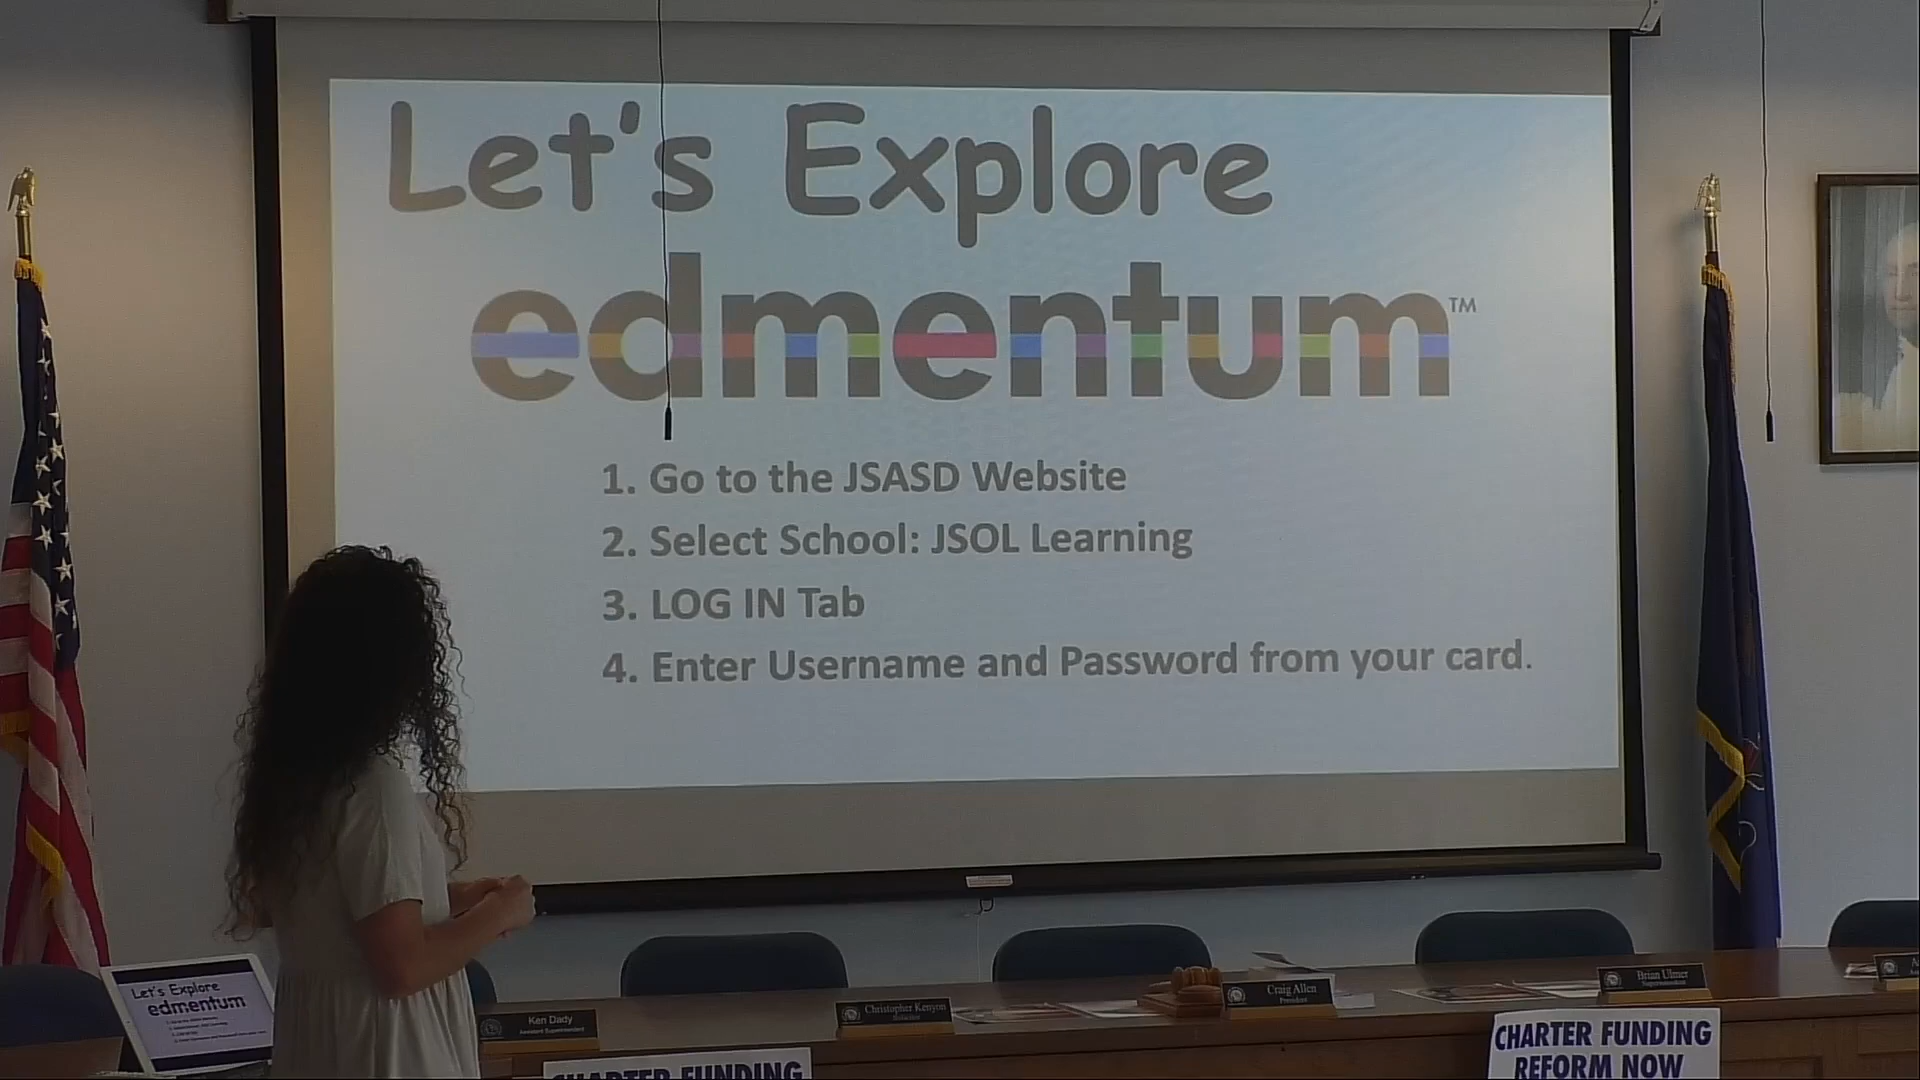 Let's Explore
edmentum™
1. Go to the JSASD Website
2. Select School: JSOL Learning
3. LOG IN Tab
4. Enter Username and Password from your card.
Let's Explore
edmentum
Ken Dady
Assistant Superintendent
Christopher Kenyon
Craig Allen
President
Brian Ulmer
Superintendent
CHARTER FUNDING
CHARTER FUNDING
REFORM NOW